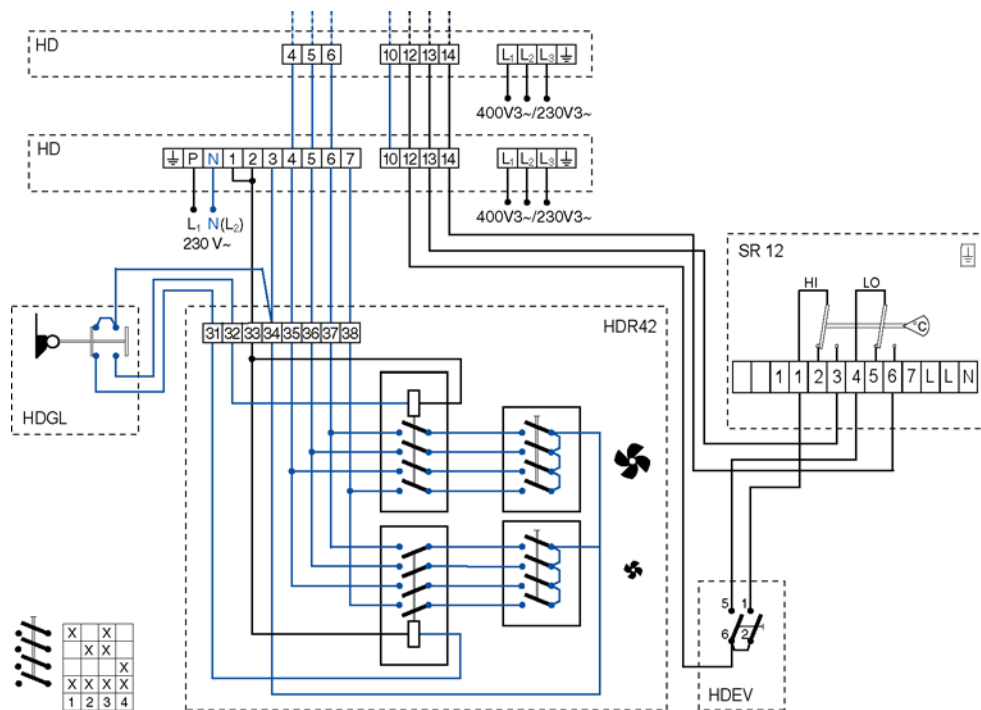 HD
4 5 6
10 12 13 14
L₁ L₂ L₃ ⏚
400V3~/230V3~
HD
⏚ P N 1 2 3 4 5 6 7
10 12 13 14
L₁ L₂ L₃ ⏚
L₁ N(L₂)
230 V~
400V3~/230V3~
SR 12
HI LO
°C
31 32 33 34 35 36 37 38
HDR42
1 1 2 3 4 5 6 7 L L N
HDGL
5 1
6 2
HDEV
X X
X X
X
X X X X
1 2 3 4